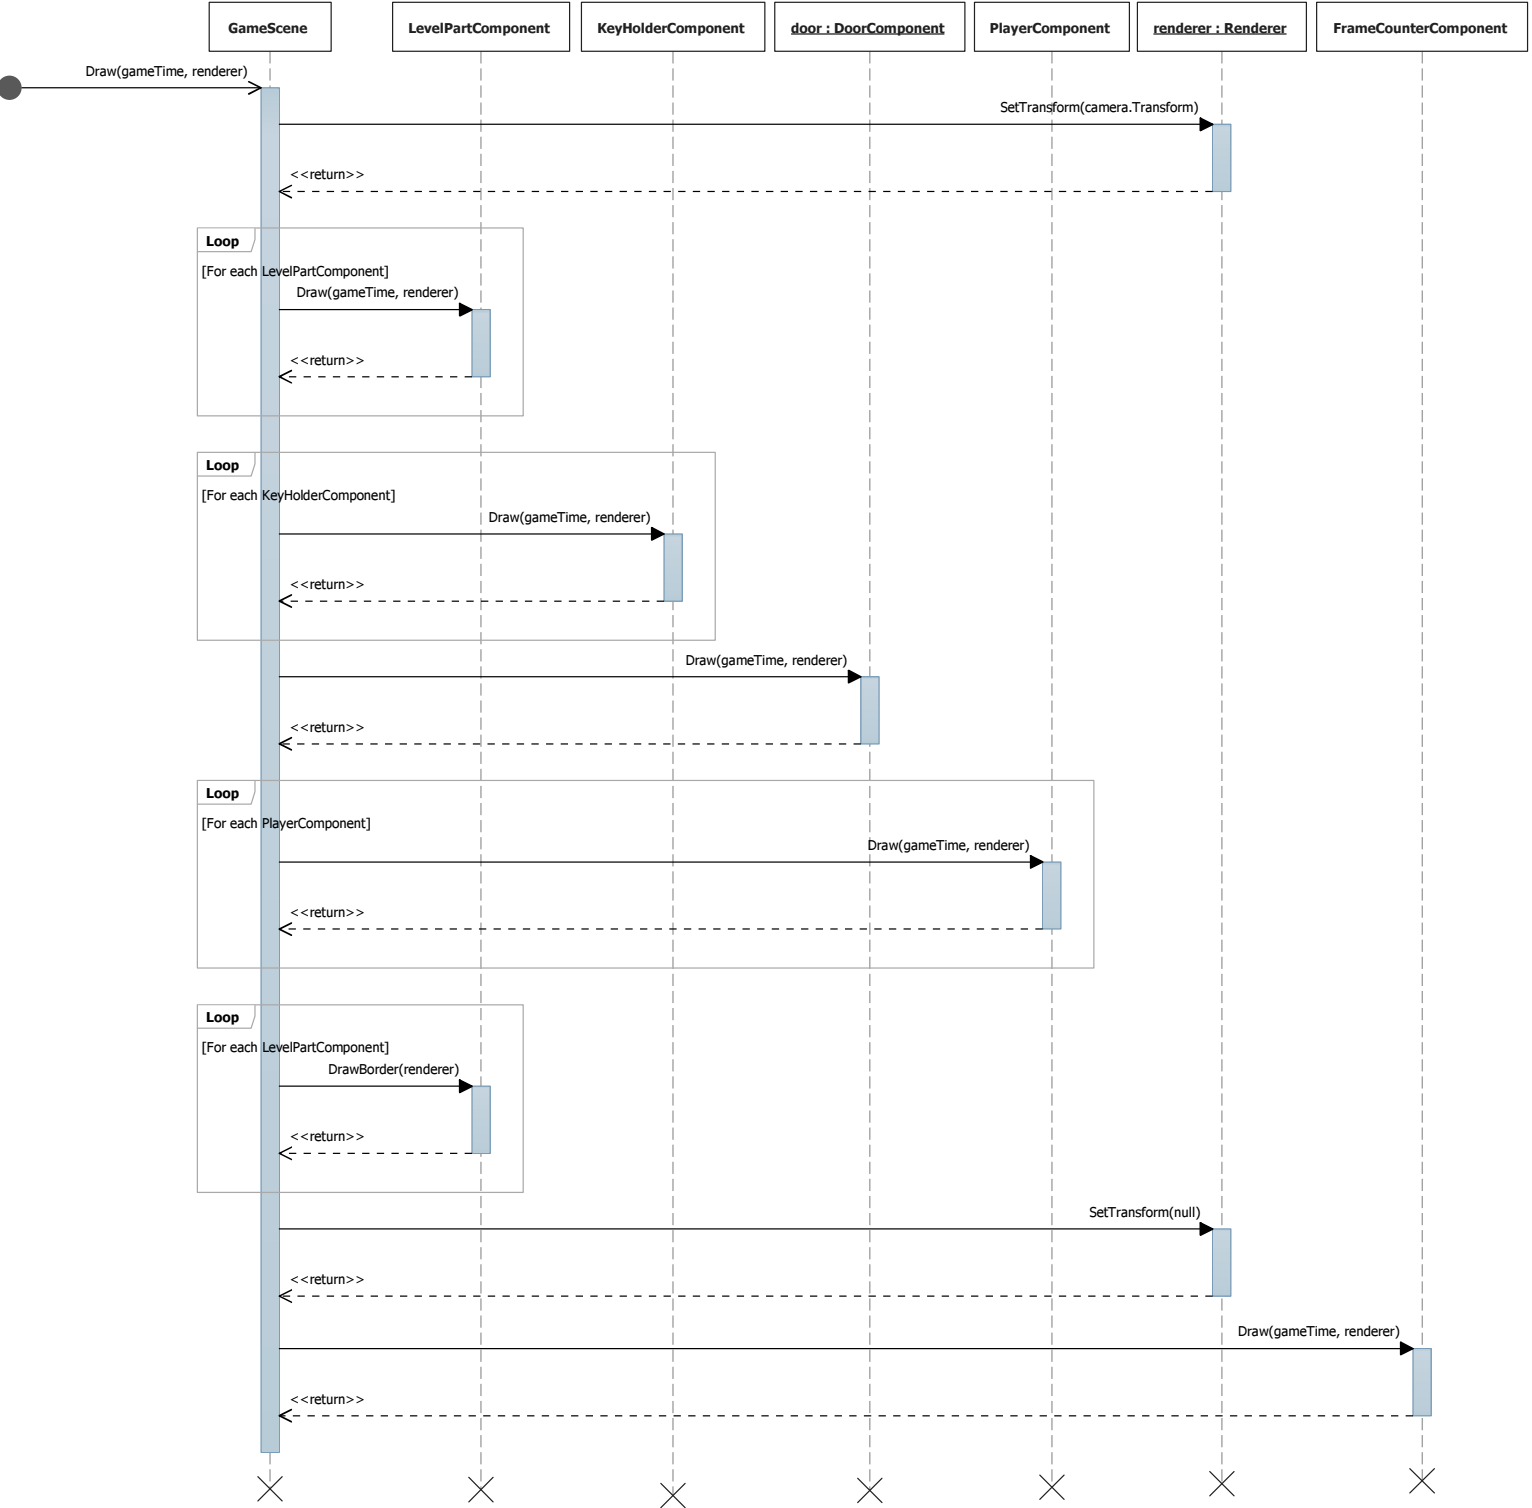 GameScene
LevelPartComponent
KeyHolderComponent
door : DoorComponent
PlayerComponent
renderer : Renderer
FrameCounterComponent
Draw(gameTime, renderer)
SetTransform(camera.Transform)
<<return>>
Loop
[For each LevelPartComponent]
Draw(gameTime, renderer)
<<return>>
Loop
[For each KeyHolderComponent]
Draw(gameTime, renderer)
<<return>>
Draw(gameTime, renderer)
<<return>>
Loop
[For each PlayerComponent]
Draw(gameTime, renderer)
<<return>>
Loop
[For each LevelPartComponent]
DrawBorder(renderer)
<<return>>
SetTransform(null)
<<return>>
Draw(gameTime, renderer)
<<return>>